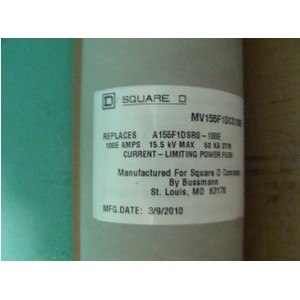 D SQUARE D
REPLACES A155F1DSR0-100E
100E AMPS 15.5 kV MAX 50 KA SYM
CURRENT-LIMITING POWER FUSE
Manufactured For Square D Company
By Bussmann
St. Louis, MO 63178
MFG.DATE: 3/9/2010